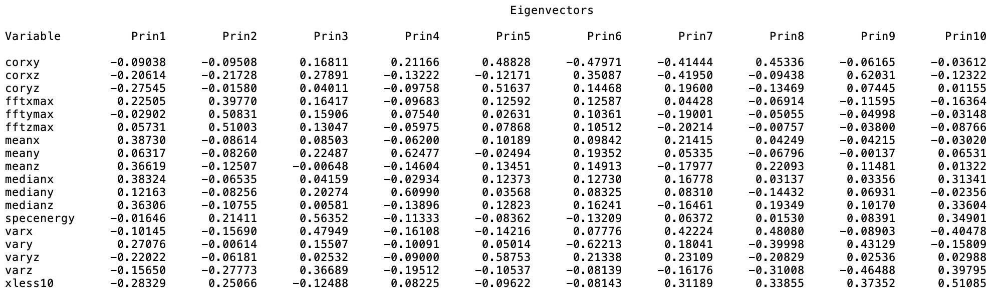 Eigenvectors
Variable Prin1 Prin2 Prin3 Prin4 Prin5 Prin6 Prin7 Prin8 Prin9 Prin10
corxy -0.09038 -0.09508 0.16811 0.21166 0.48828 -0.47971 -0.41444 0.45336 -0.06165 -0.03612
corxz -0.20614 -0.21728 0.27891 -0.13222 -0.12171 0.35087 -0.41950 -0.09438 0.62031 -0.12322
coryz -0.27545 -0.01580 0.04011 -0.09758 0.51637 0.14468 0.19600 -0.13469 0.07445 0.01155
fftxmax 0.22505 0.39770 0.16417 -0.09683 0.12592 0.12587 0.04428 -0.06914 -0.11595 -0.16364
fftymax -0.02902 0.50831 0.15906 0.07540 0.02631 0.10361 -0.19001 -0.05055 -0.04998 -0.03148
fftzmax 0.05731 0.51003 0.13047 -0.05975 0.07868 0.10512 -0.20214 -0.00757 -0.03800 -0.08766
meanx 0.38730 -0.08614 0.08503 -0.06200 0.10189 0.09842 0.21415 0.04249 -0.04215 -0.03020
meany 0.06317 -0.08260 0.22487 0.62477 -0.02494 0.19352 0.05335 -0.06796 -0.00137 0.06531
meanz 0.36619 -0.12507 -0.00648 -0.14604 0.13451 0.14913 -0.17977 0.22093 0.11481 0.01322
medianx 0.38324 -0.06535 0.04159 -0.02934 0.12373 0.12730 0.16778 0.03137 0.03356 0.31341
mediany 0.12163 -0.08256 0.20274 0.60990 0.03568 0.08325 0.08310 -0.14432 0.06931 -0.02356
medianz 0.36306 -0.10755 0.00581 -0.13896 0.12823 0.16241 -0.16461 0.19349 0.10170 0.33604
specenergy -0.01646 0.21411 0.56352 -0.11333 -0.08362 -0.13209 0.06372 0.01530 0.08391 0.34901
varx -0.10145 -0.15690 0.47949 -0.16108 -0.14216 0.07776 0.42224 0.48080 -0.08903 -0.40478
vary 0.27076 -0.00614 0.15507 -0.10091 0.05014 -0.62213 0.18041 -0.39998 0.43129 -0.15809
varyz -0.22022 -0.06181 0.02532 -0.09000 0.58753 0.21338 0.23109 -0.20829 0.02536 0.02988
varz -0.15650 -0.27773 0.36689 -0.19512 -0.10537 -0.08139 -0.16176 -0.31008 -0.46488 0.39795
xless10 -0.28329 0.25066 -0.12488 0.08225 -0.09622 -0.08143 0.31189 0.33855 0.37352 0.51085